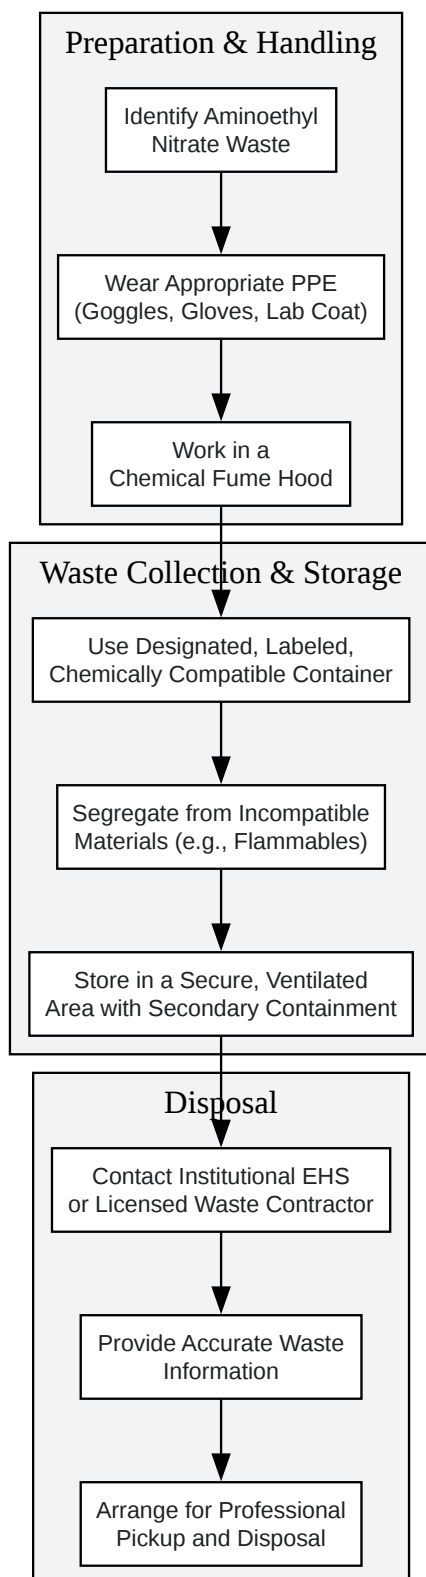 Preparation & Handling
Identify Aminoethyl
Nitrate Waste
Wear Appropriate PPE
(Goggles, Gloves, Lab Coat)
Work in a
Chemical Fume Hood
Waste Collection & Storage
Use Designated, Labeled,
Chemically Compatible Container
Segregate from Incompatible
Materials (e.g., Flammables)
Store in a Secure, Ventilated
Area with Secondary Containment
Disposal
Contact Institutional EHS
or Licensed Waste Contractor
Provide Accurate Waste
Information
Arrange for Professional
Pickup and Disposal